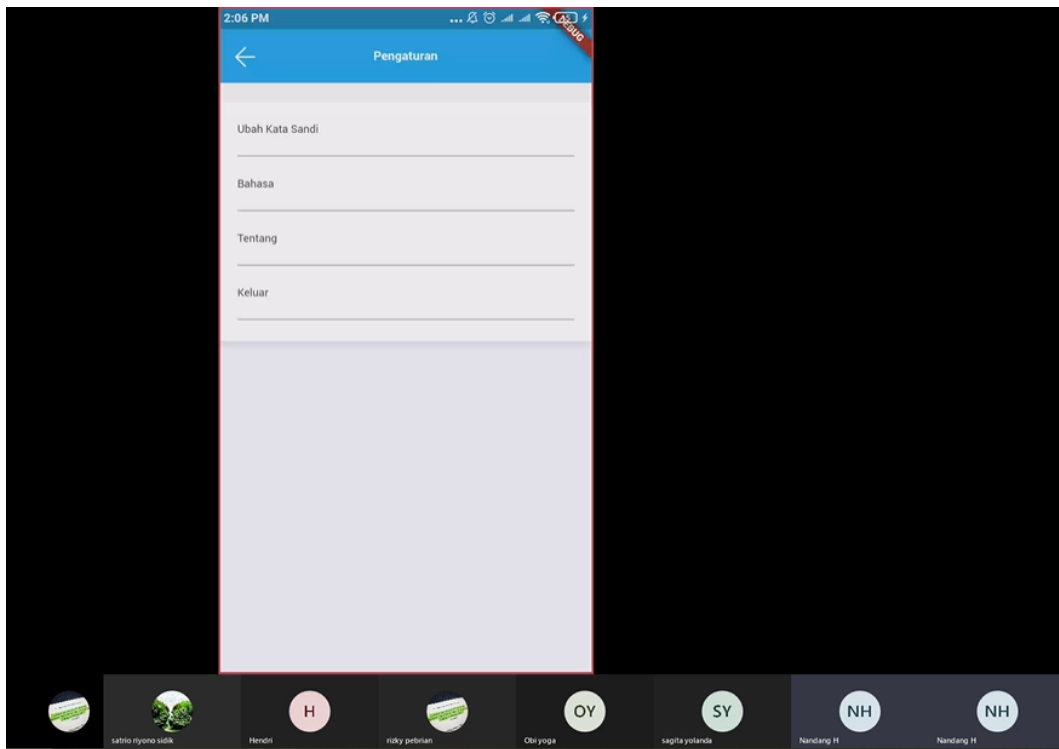 2:06 PM
DEBUG
Pengaturan
Ubah Kata Sandi
Bahasa
Tentang
Keluar
H
OY
SY
NH
NH
satrio riyono sidik
Hendri
rizky pebrian
Obi yoga
sagita yolanda
Nandang H
Nandang H